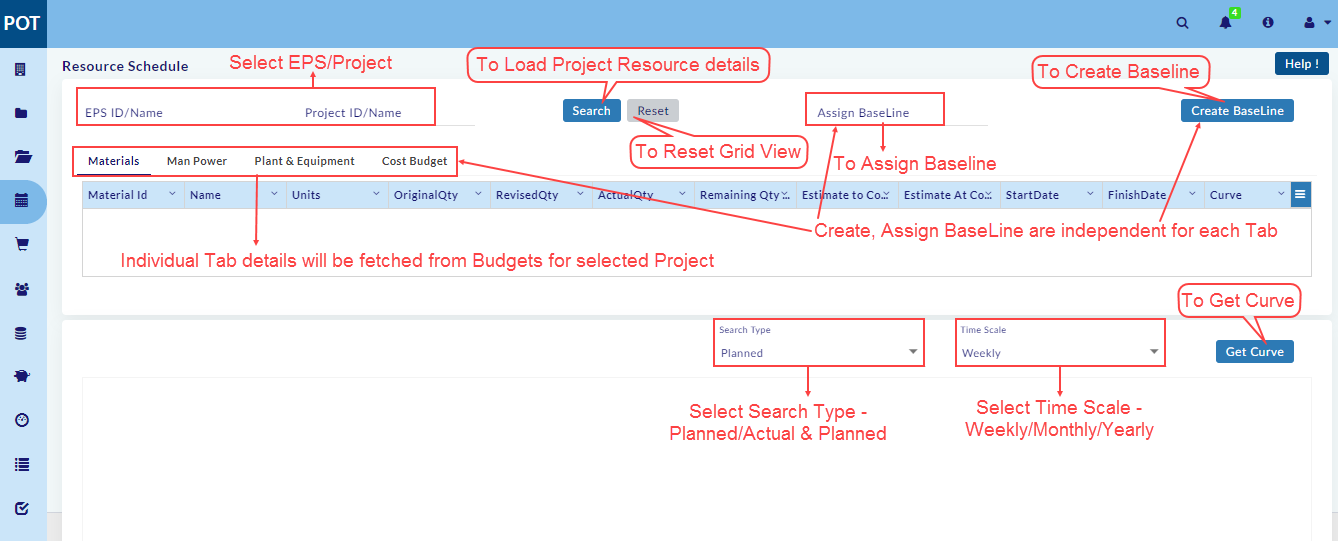 POT
4
Resource Schedule
Select EPS/Project
To Load Project Resource details
To Create Baseline
Help !
EPS ID/Name
Project ID/Name
Search
Reset
Assign BaseLine
Create BaseLine
To Reset Grid View
To Assign Baseline
Materials
Man Power
Plant & Equipment
Cost Budget
Material Id
Name
Units
OriginalQty
RevisedQty
ActualQty
Remaining Qty ...
Estimate to Co...
Estimate At Co...
StartDate
FinishDate
Curve
Create, Assign BaseLine are independent for each Tab
Individual Tab details will be fetched from Budgets for selected Project
To Get Curve
Search Type
Planned
Time Scale
Weekly
Get Curve
Select Search Type -
Planned/Actual & Planned
Select Time Scale -
Weekly/Monthly/Yearly